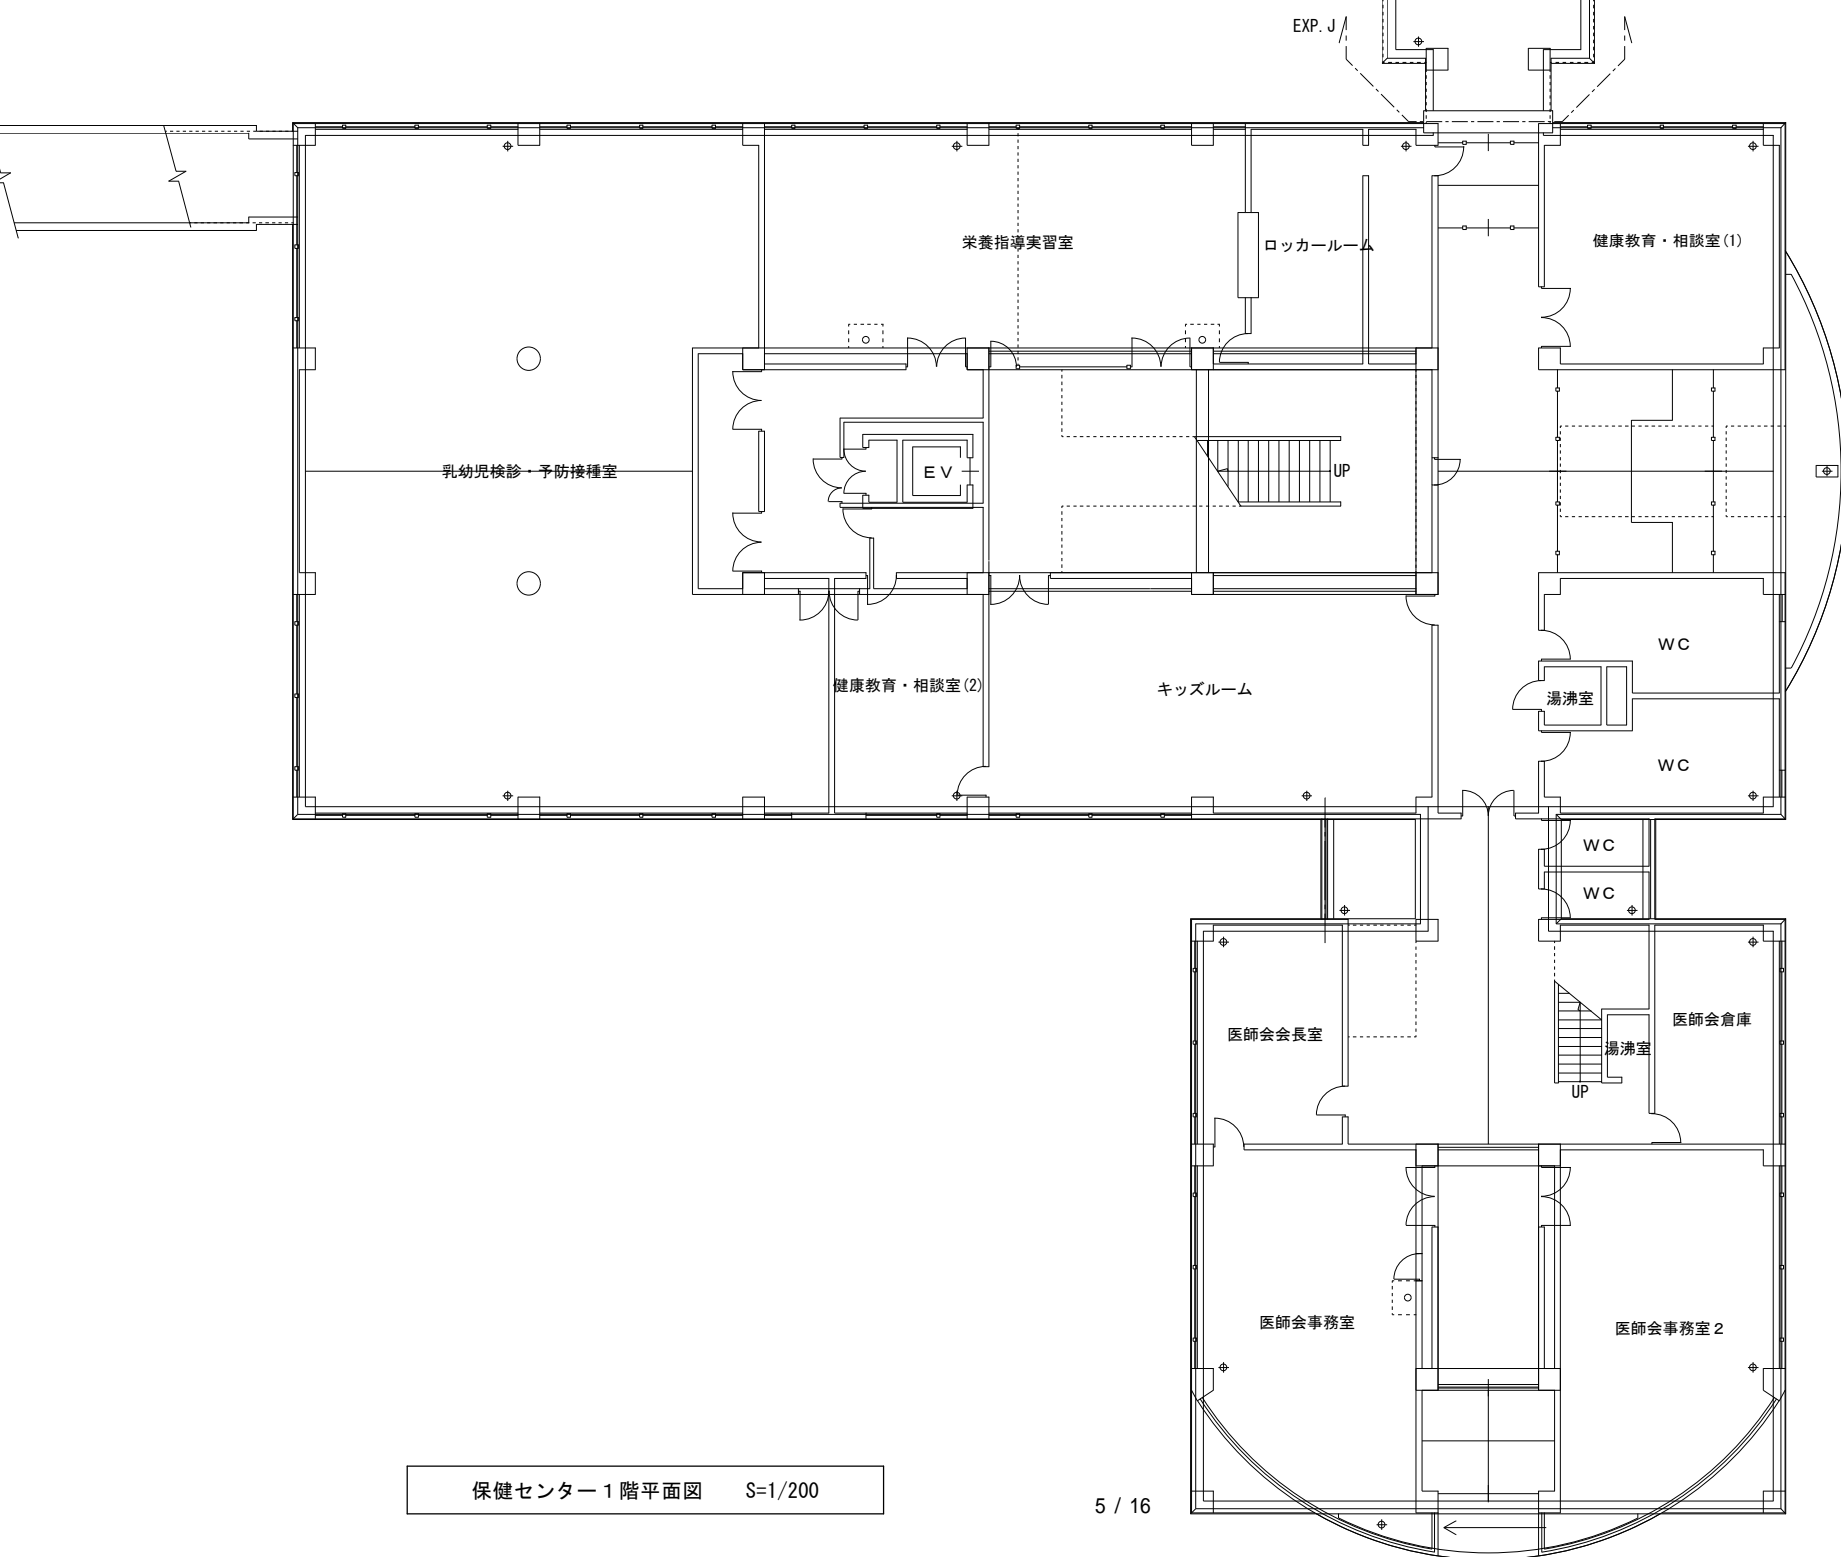 EXP.J
栄養指導実習室
ロッカールーム
健康教育・相談室(1)
乳幼児検診・予防接種室
EV
UP
WC
健康教育・相談室(2)
キッズルーム
湯沸室
WC
WC
WC
医師会会長室
医師会倉庫
湯沸室
UP
医師会事務室
医師会事務室2
保健センター1階平面図 S=1/200
5 / 16